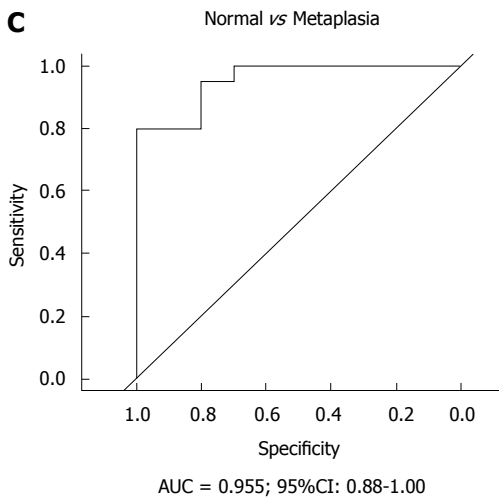 C
Normal vs Metaplasia
1.0
0.8
0.6
0.4
0.2
0.0
Sensitivity
1.0 0.8 0.6 0.4 0.2 0.0
Specificity
AUC = 0.955; 95%CI: 0.88-1.00